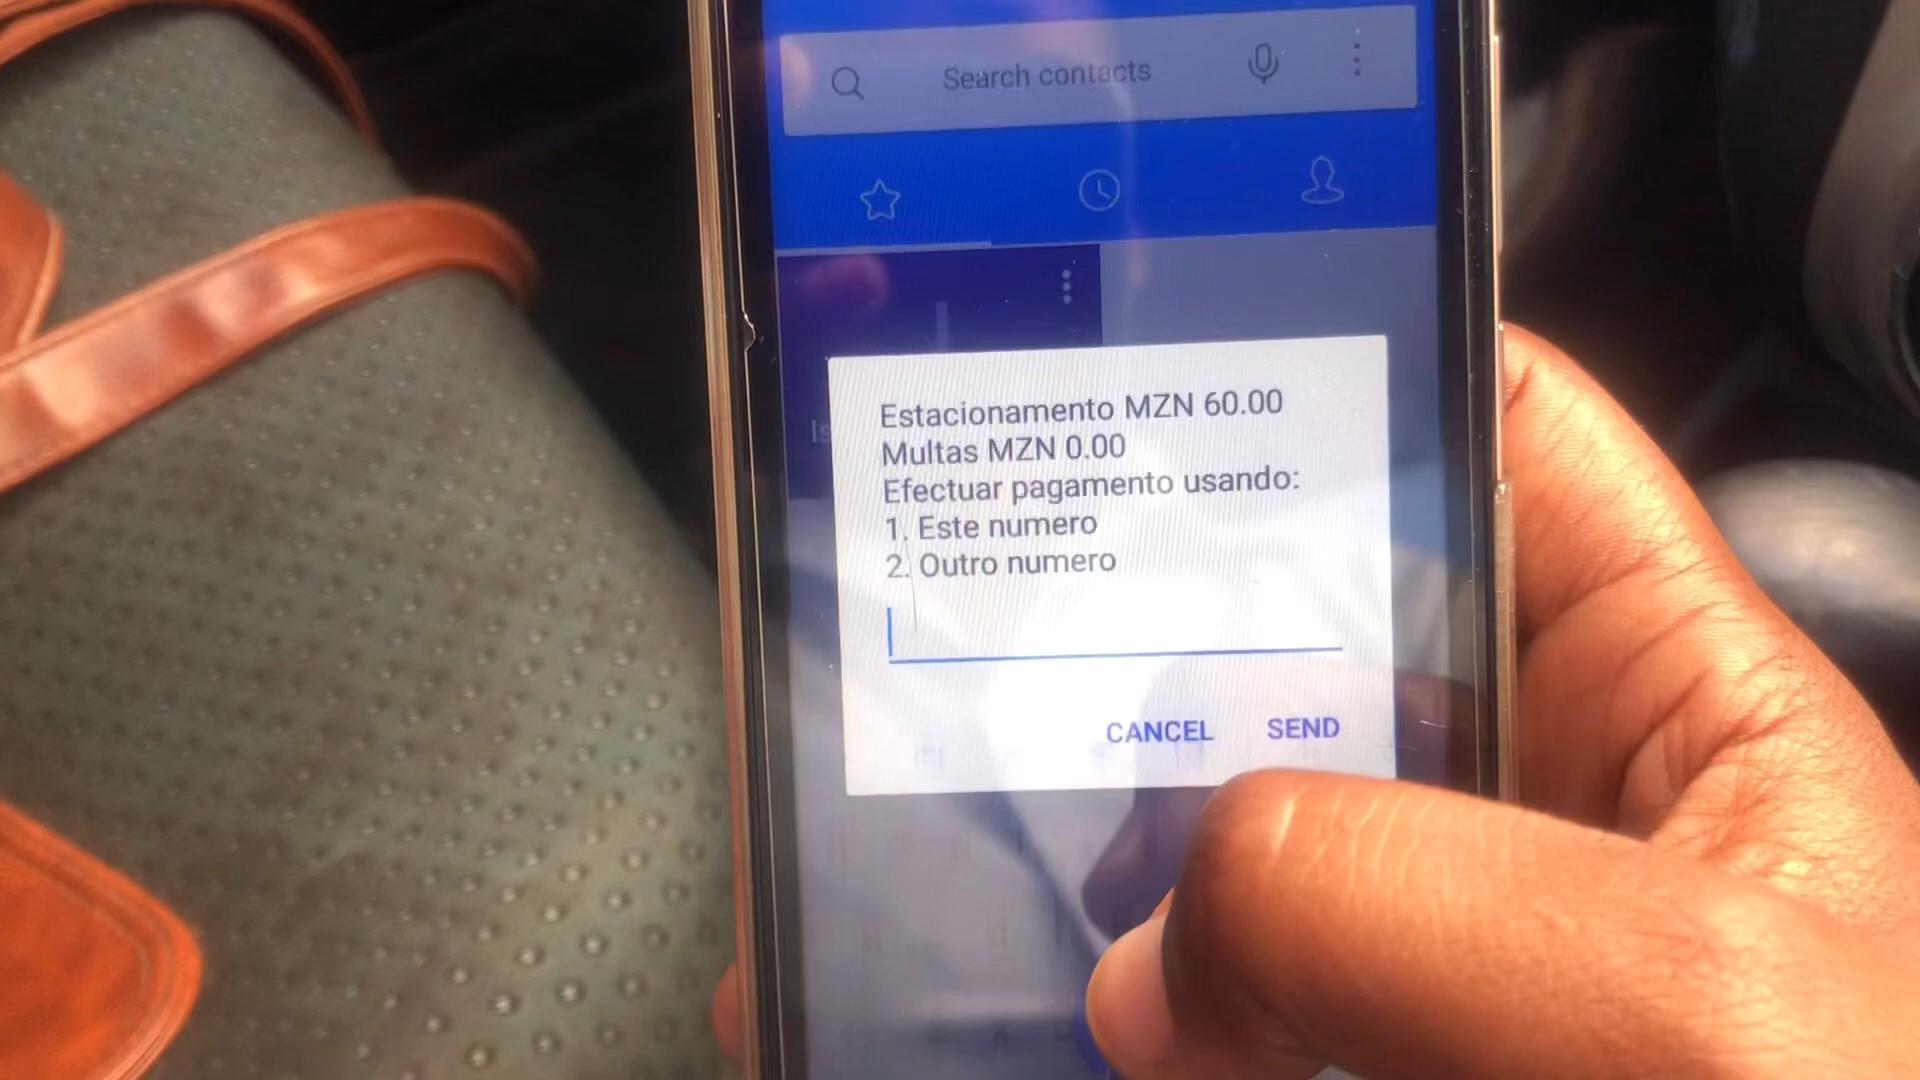 Search contacts
Estacionamento MZN 60.00
Multas MZN 0.00
Efectuar pagamento usando:
1. Este numero
2. Outro numero
CANCEL SEND